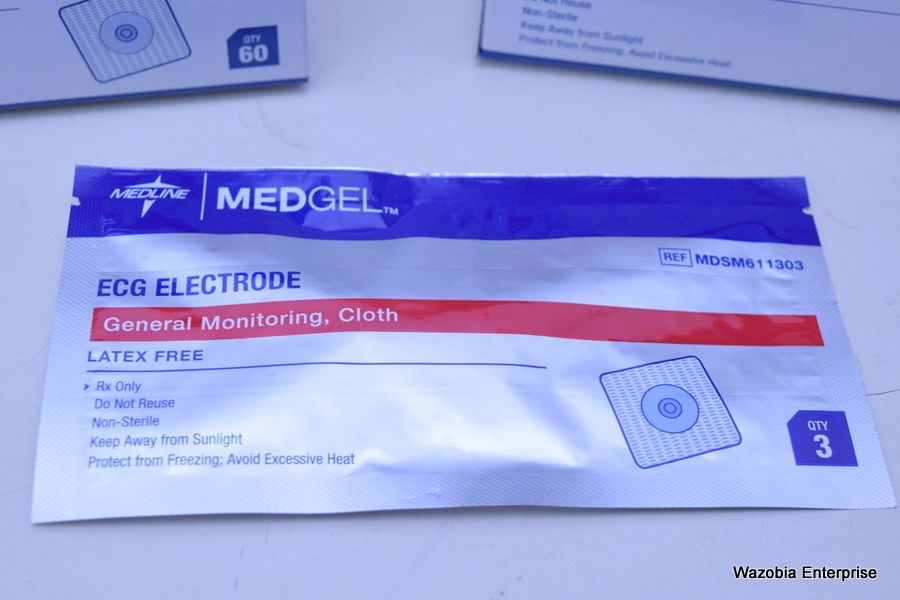 QTY
60
Do Not Reuse
Non-Sterile
Keep Away from Sunlight
Protect from Freezing; Avoid Excessive Heat
MEDLINE
MEDGEL™
REF MDSM611303
ECG ELECTRODE
General Monitoring, Cloth
LATEX FREE
Rx Only
Do Not Reuse
Non-Sterile
Keep Away from Sunlight
Protect from Freezing; Avoid Excessive Heat
QTY
3
Wazobia Enterprise